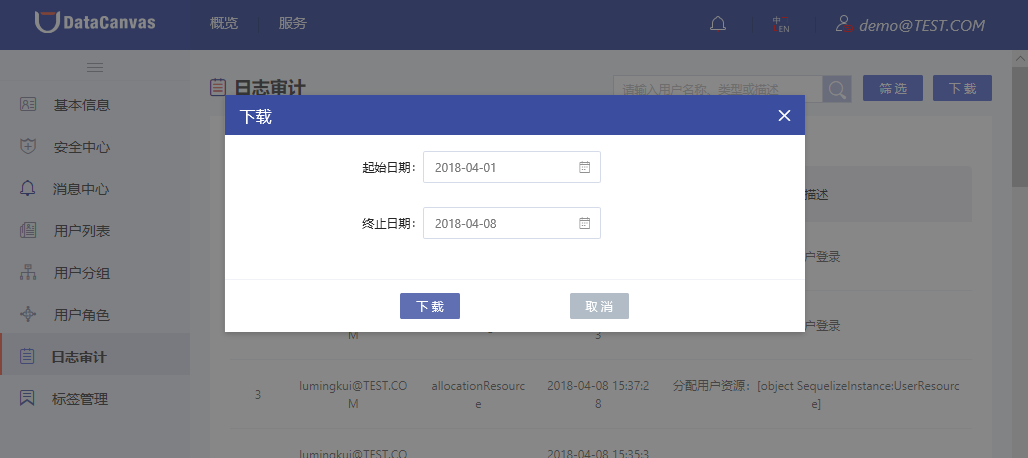 DataCanvas
概览
服务
中
EN
demo@TEST.COM
基本信息
安全中心
消息中心
用户列表
用户分组
用户角色
日志审计
标签管理
日志审计
请输入用户名称、类型或描述
筛选
下载
下载
起始日期：
2018-04-01
终止日期：
2018-04-08
下载
取消
描述
户登录
户登录
M
3
3
lumingkui@TEST.CO
M
allocationResourc
e
2018-04-08 15:37:2
8
分配用户资源：[object SequelizeInstance:UserResourc
e]
lumingkui@TEST.CO
2018-04-08 15:35:3